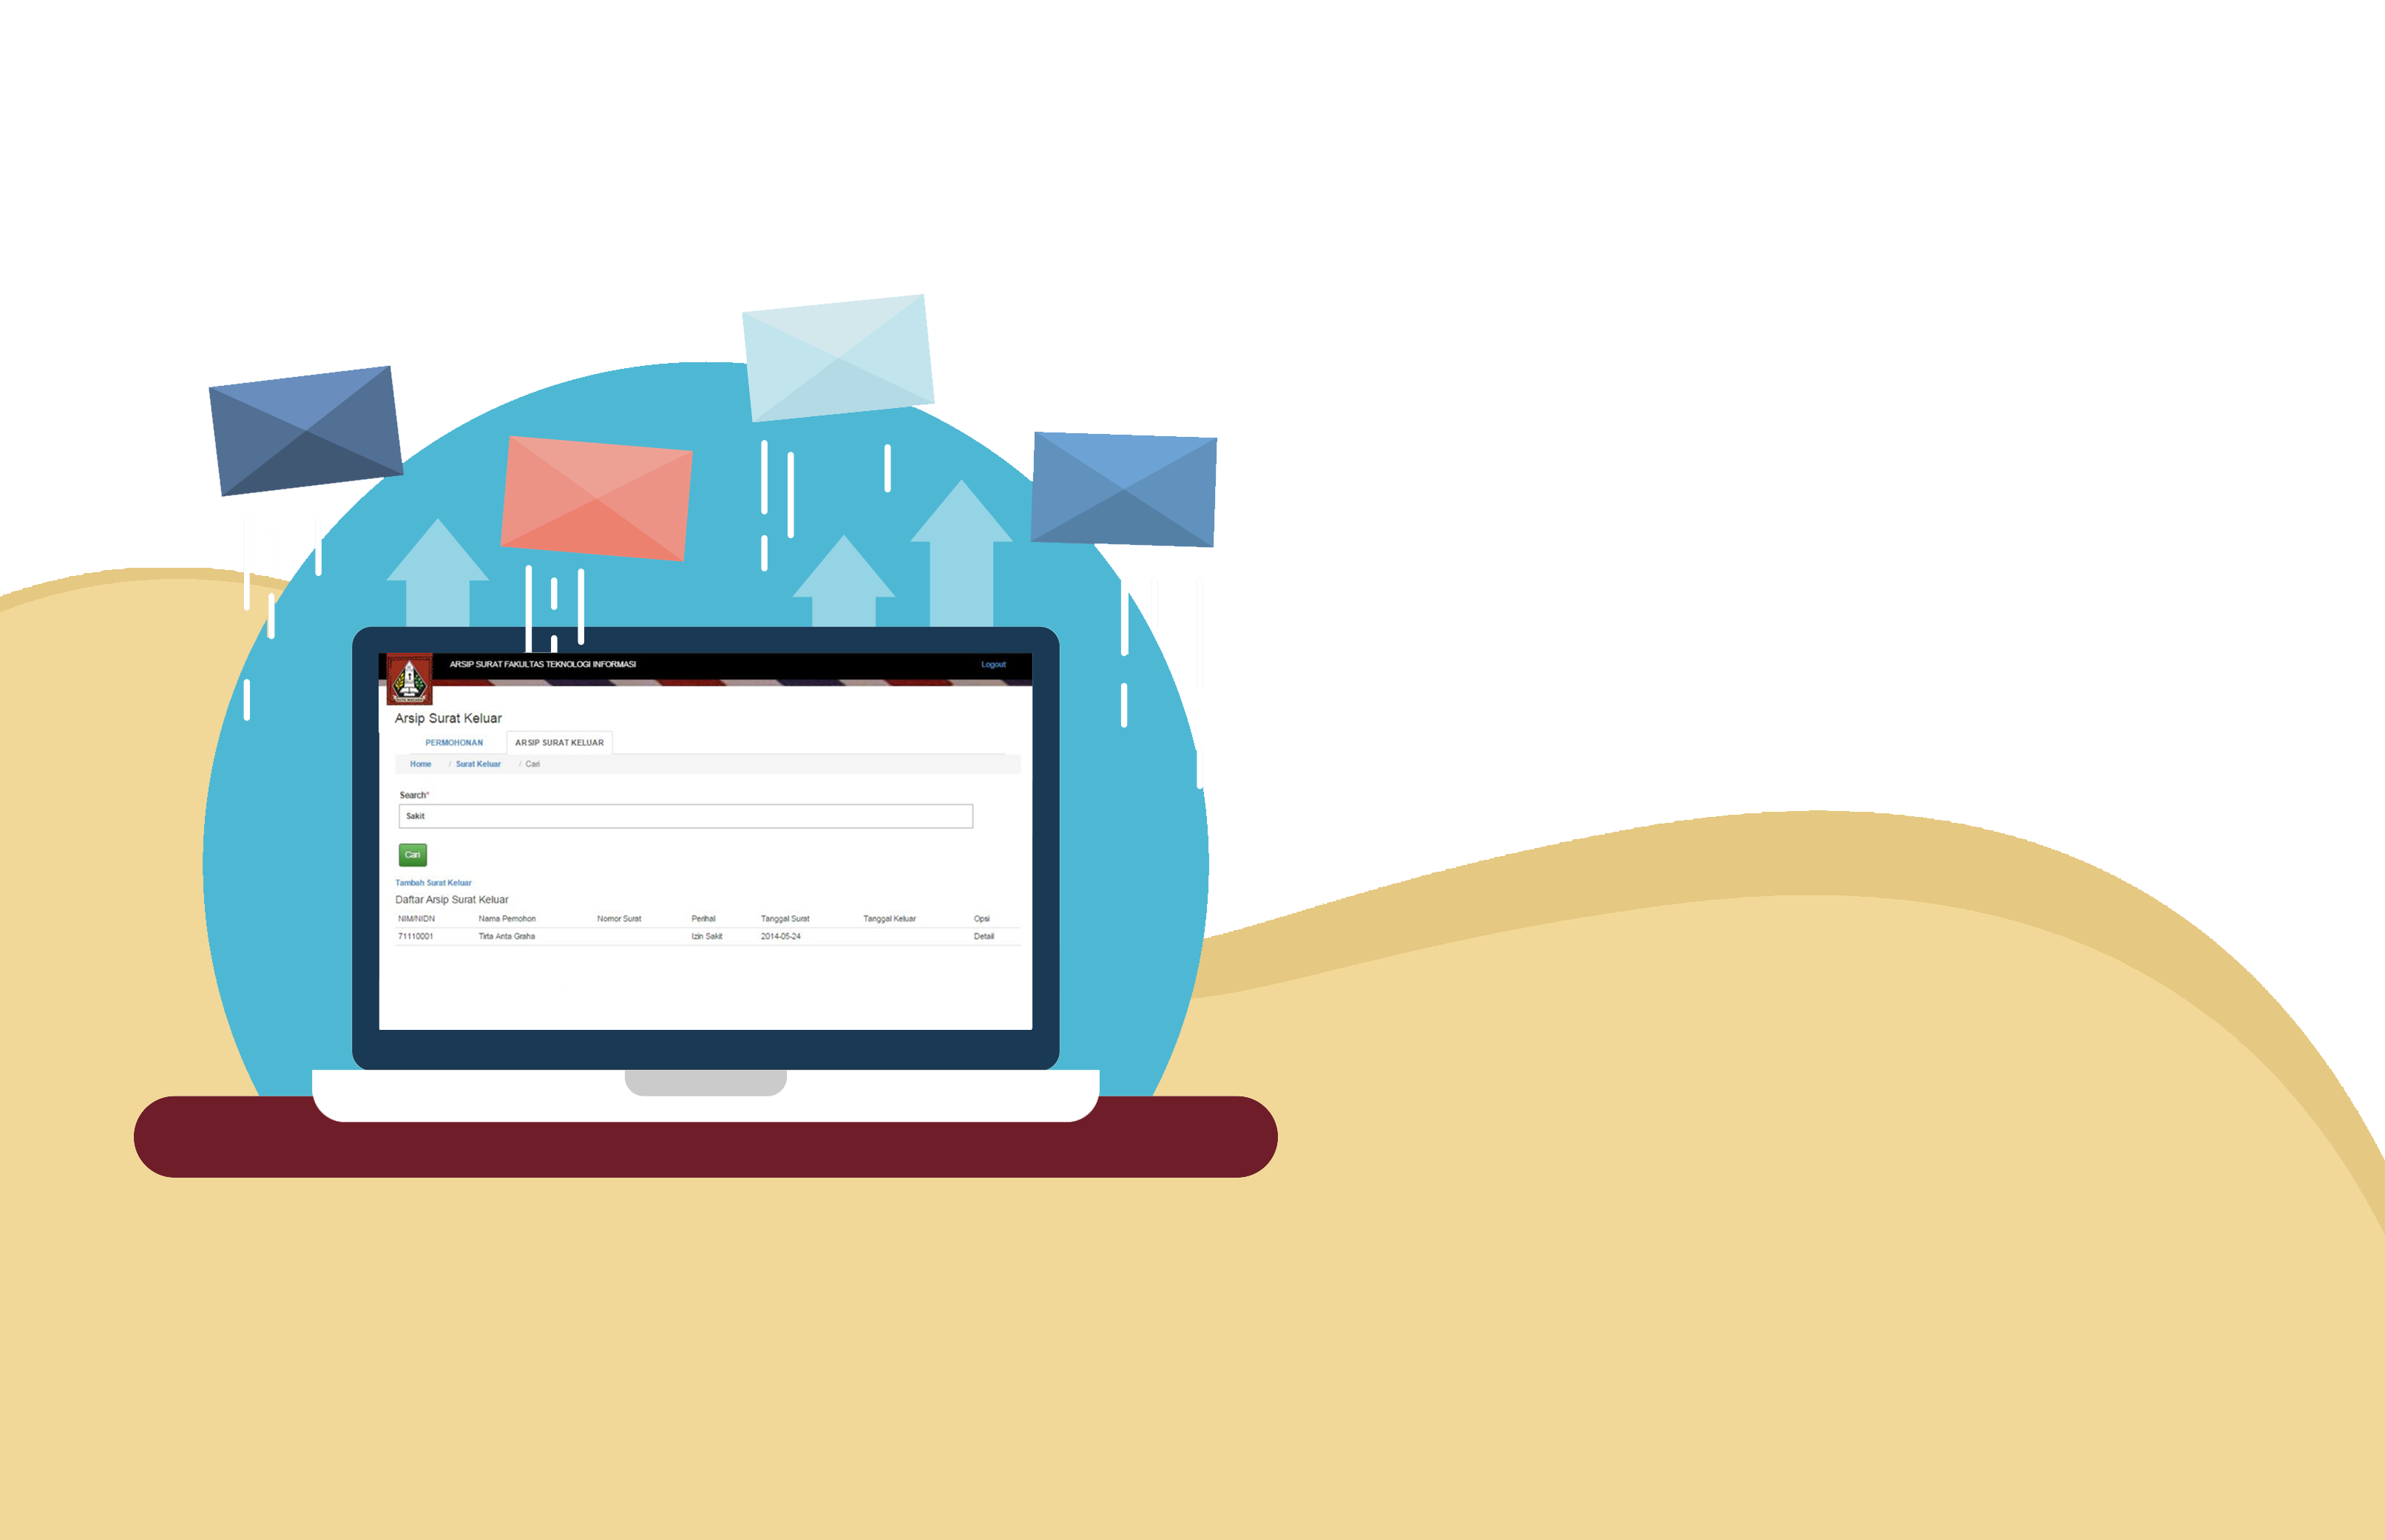 ARSIP SURAT FAKULTAS TEKNOLOGI INFORMASI Logout
Arsip Surat Keluar
PERMOHONAN ARSIP SURAT KELUAR
Home / Surat Keluar / Cari
Search*
Sakit
Cari
Tambah Surat Keluar
Daftar Arsip Surat Keluar
NIM/NIDN Nama Pemohon Nomor Surat Perihal Tanggal Surat Tanggal Keluar Opsi
71110001 Tirta Anta Graha Izin Sakit 2014-05-24 Detail